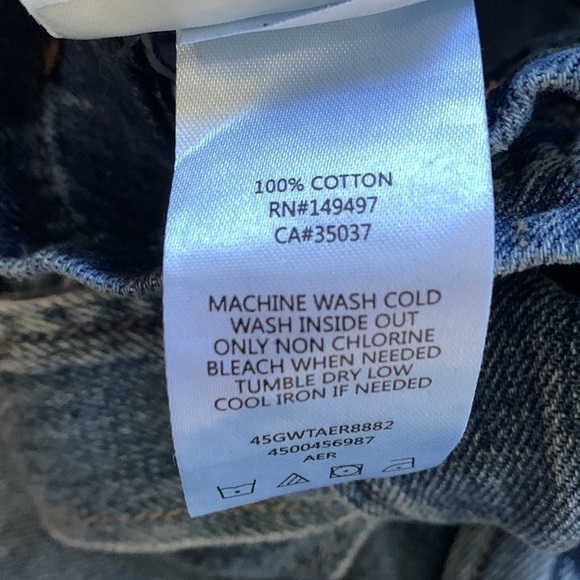 100% COTTON
RN#149497
CA#35037
MACHINE WASH COLD
WASH INSIDE OUT
ONLY NON CHLORINE
BLEACH WHEN NEEDED
TUMBLE DRY LOW
COOL IRON IF NEEDED
45GWTAER8882
4500456987
AER